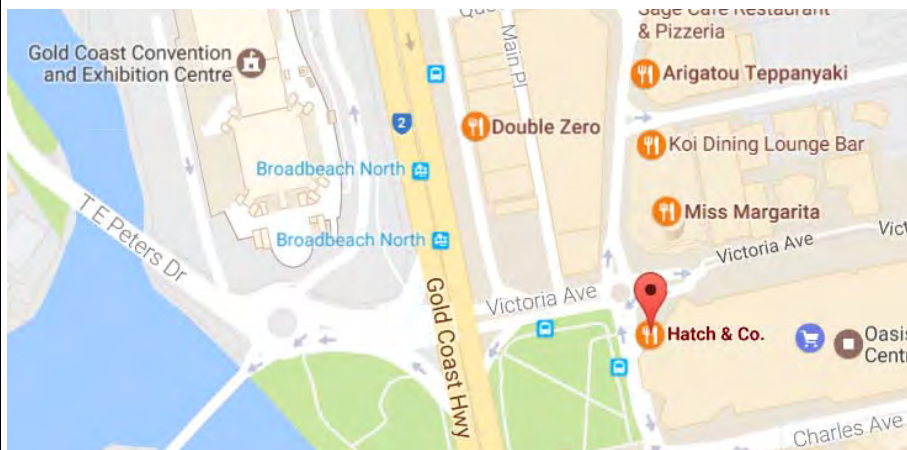 Sage Cafe Restaurant
& Pizzeria
Gold Coast Convention
and Exhibition Centre
Arigatou Teppanyaki
Main Pl
2
Double Zero
Koi Dining Lounge Bar
Broadbeach North
T E Peters Dr
Miss Margarita
Broadbeach North
Victoria Ave
Vict
Gold Coast Hwy
Victoria Ave
Hatch & Co.
Oasis
Centr
Charles Ave